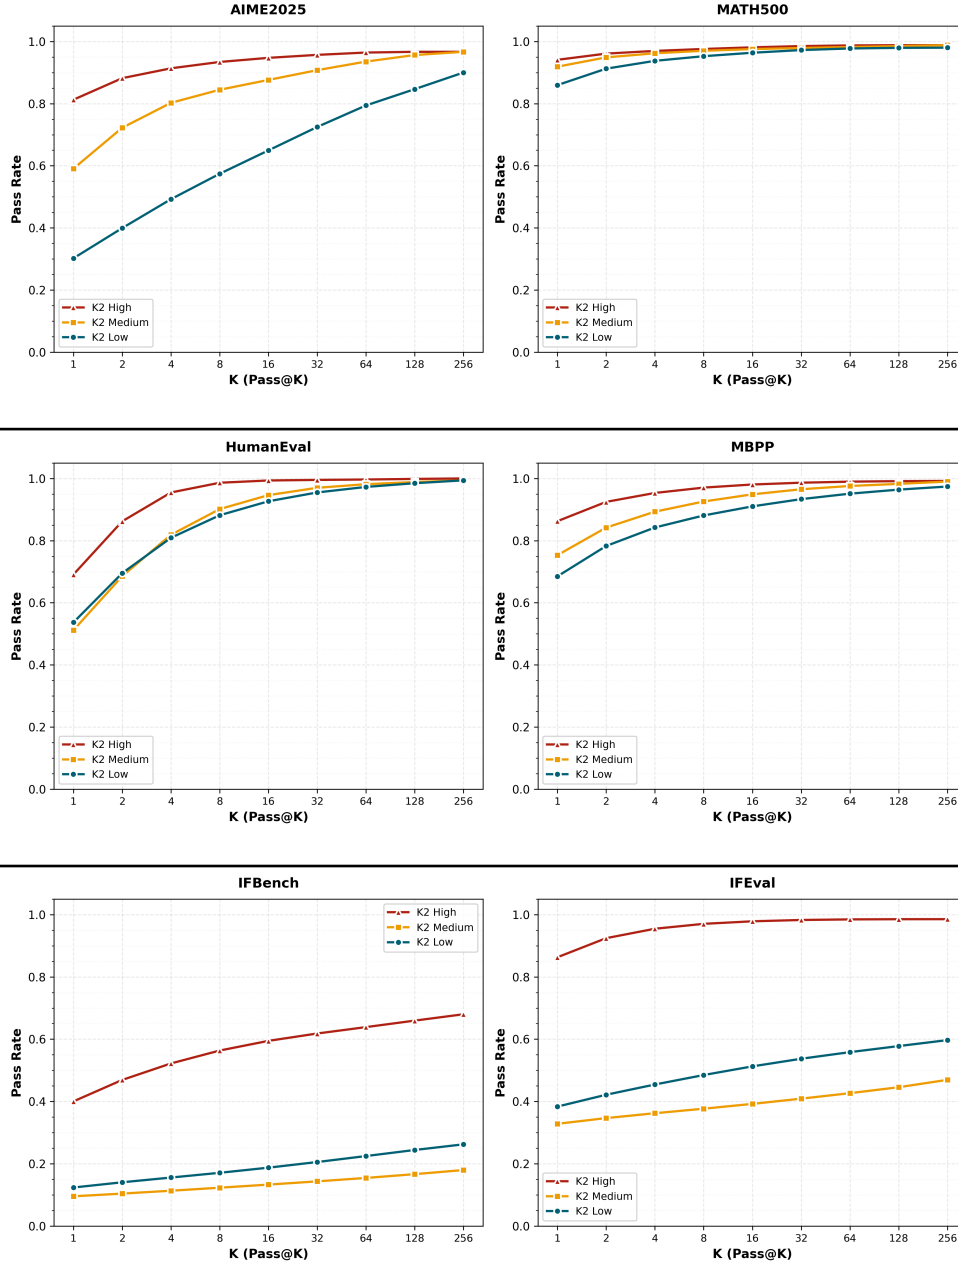 AIME2025
Pass Rate
1.0
0.8
0.6
0.4
0.2
0.0
K2 High
K2 Medium
K2 Low
1 2 4 8 16 32 64 128 256
K (Pass@K)
MATH500
Pass Rate
1.0
0.8
0.6
0.4
0.2
0.0
K2 High
K2 Medium
K2 Low
1 2 4 8 16 32 64 128 256
K (Pass@K)
HumanEval
Pass Rate
1.0
0.8
0.6
0.4
0.2
0.0
K2 High
K2 Medium
K2 Low
1 2 4 8 16 32 64 128 256
K (Pass@K)
MBPP
Pass Rate
1.0
0.8
0.6
0.4
0.2
0.0
K2 High
K2 Medium
K2 Low
1 2 4 8 16 32 64 128 256
K (Pass@K)
IFBench
Pass Rate
1.0
0.8
0.6
0.4
0.2
0.0
K2 High
K2 Medium
K2 Low
1 2 4 8 16 32 64 128 256
K (Pass@K)
IFEval
Pass Rate
1.0
0.8
0.6
0.4
0.2
0.0
K2 High
K2 Medium
K2 Low
1 2 4 8 16 32 64 128 256
K (Pass@K)